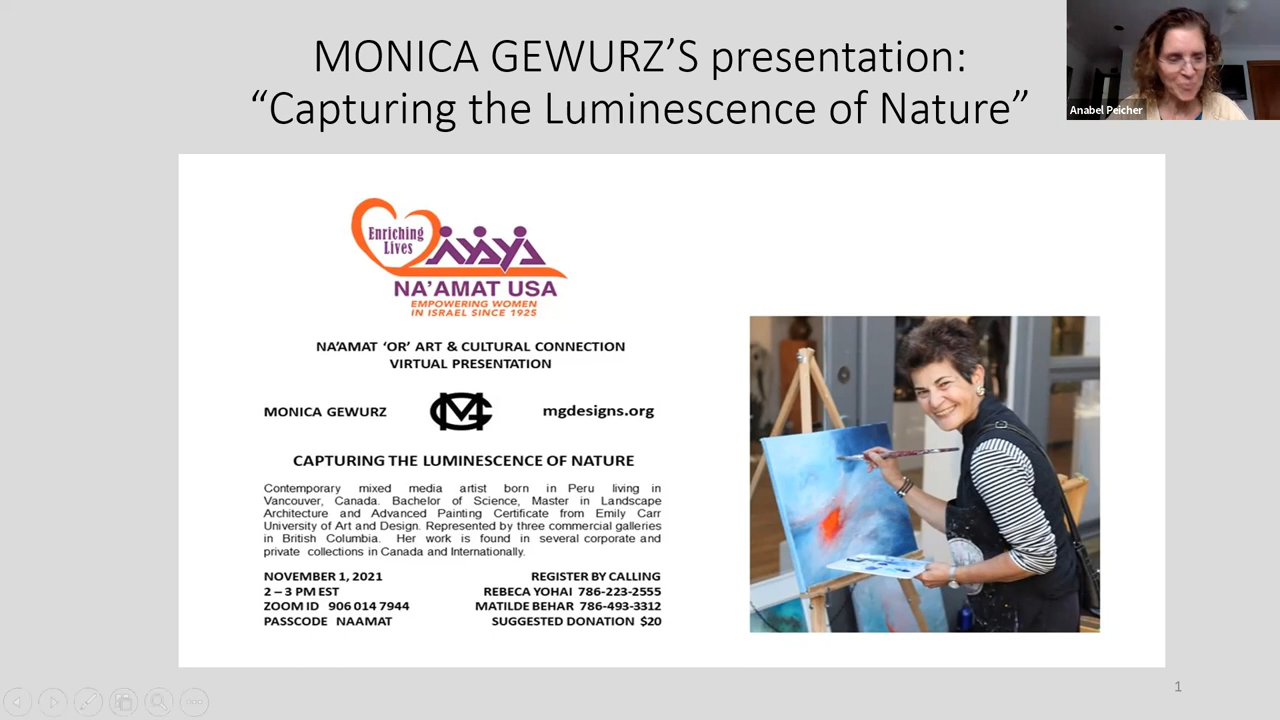 MONICA GEWURZ’S presentation:
“Capturing the Luminescence of Nature”
Anabel Peicher
Enriching
Lives
NA’AMAT USA
EMPOWERING WOMEN
IN ISRAEL SINCE 1925
NA’AMAT ‘OR’ ART & CULTURAL CONNECTION
VIRTUAL PRESENTATION
MONICA GEWURZ MG mgdesigns.org
CAPTURING THE LUMINESCENCE OF NATURE
Contemporary mixed media artist born in Peru living in
Vancouver, Canada. Bachelor of Science, Master in Landscape
Architecture and Advanced Painting Certificate from Emily Carr
University of Art and Design. Represented by three commercial galleries
in British Columbia. Her work is found in several corporate and
private collections in Canada and Internationally.
NOVEMBER 1, 2021 REGISTER BY CALLING
2 – 3 PM EST REBECA YOHAI 786-223-2555
ZOOM ID 906 014 7944 MATILDE BEHAR 786-493-3312
PASSCODE NAAMAT SUGGESTED DONATION $20
1